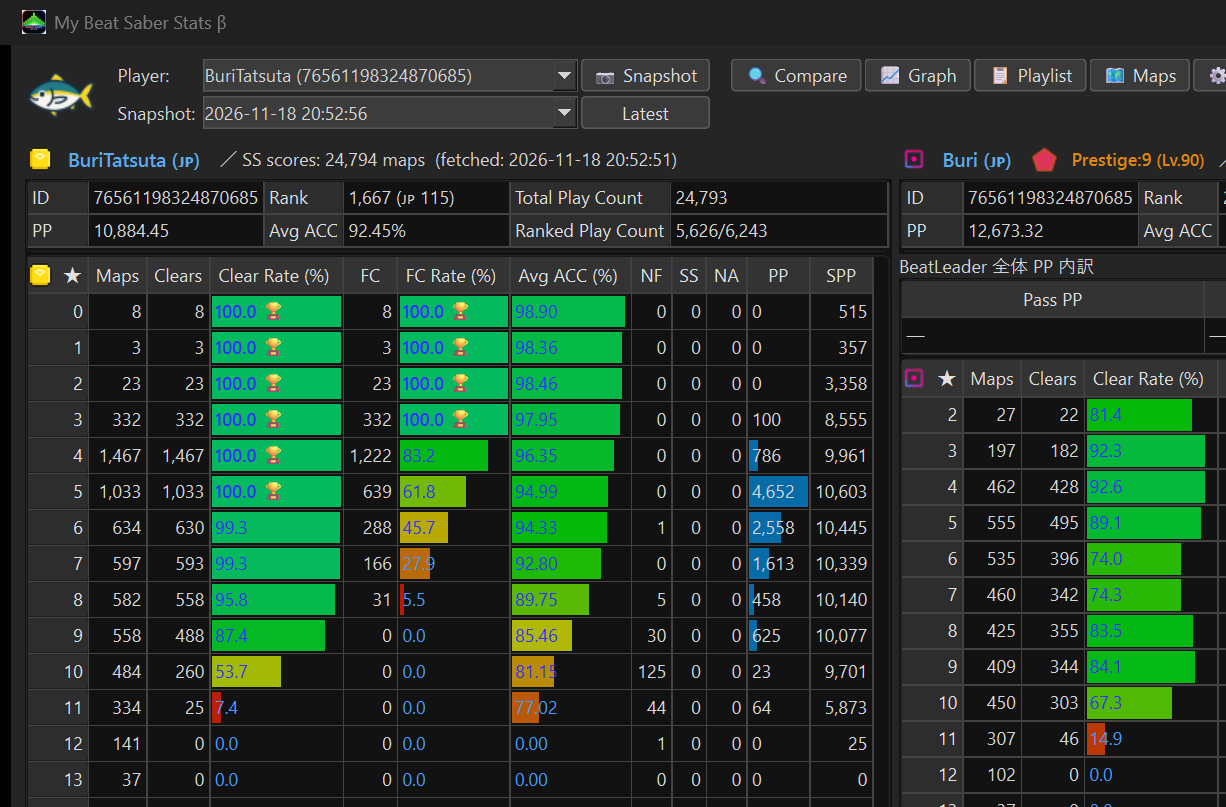 My Beat Saber Stats β
Player: BuriTatsuta (76561198324870685) Snapshot Compare Graph Playlist Maps
Snapshot: 2026-11-18 20:52:56 Latest
BuriTatsuta (JP) SS scores: 24,794 maps (fetched: 2026-11-18 20:52:51)
ID 76561198324870685 Rank 1,667 (JP 115) Total Play Count 24,793
PP 10,884.45 Avg ACC 92.45% Ranked Play Count 5,626/6,243
★ Maps Clears Clear Rate (%) FC FC Rate (%) Avg ACC (%) NF SS NA PP SPP
0 8 8 100.0 🏆 8 100.0 🏆 98.90 0 0 0 0 515
1 3 3 100.0 🏆 3 100.0 🏆 98.36 0 0 0 0 357
2 23 23 100.0 🏆 23 100.0 🏆 98.46 0 0 0 0 3,358
3 332 332 100.0 🏆 332 100.0 🏆 97.95 0 0 0 100 8,555
4 1,467 1,467 100.0 🏆 1,222 83.2 96.35 0 0 0 786 9,961
5 1,033 1,033 100.0 🏆 639 61.8 94.99 0 0 0 4,652 10,603
6 634 630 99.3 288 45.7 94.33 1 0 0 2,558 10,445
7 597 593 99.3 166 27.9 92.80 0 0 0 1,613 10,339
8 582 558 95.8 31 5.5 89.75 5 0 0 458 10,140
9 558 488 87.4 0 0.0 85.46 30 0 0 625 10,077
10 484 260 53.7 0 0.0 81.15 125 0 0 23 9,701
11 334 25 7.4 0 0.0 77.02 44 0 0 64 5,873
12 141 0 0.0 0 0.0 0.00 1 0 0 0 25
13 37 0 0.0 0 0.0 0.00 0 0 0 0 0
Buri (JP) Prestige:9 (Lv.90)
ID 76561198324870685 Rank
PP 12,673.32 Avg ACC
BeatLeader 全体 PP 内訳
Pass PP
—
★ Maps Clears Clear Rate (%)
2 27 22 81.4
3 197 182 92.3
4 462 428 92.6
5 555 495 89.1
6 535 396 74.0
7 460 342 74.3
8 425 355 83.5
9 409 344 84.1
10 450 303 67.3
11 307 46 14.9
12 102 0 0.0